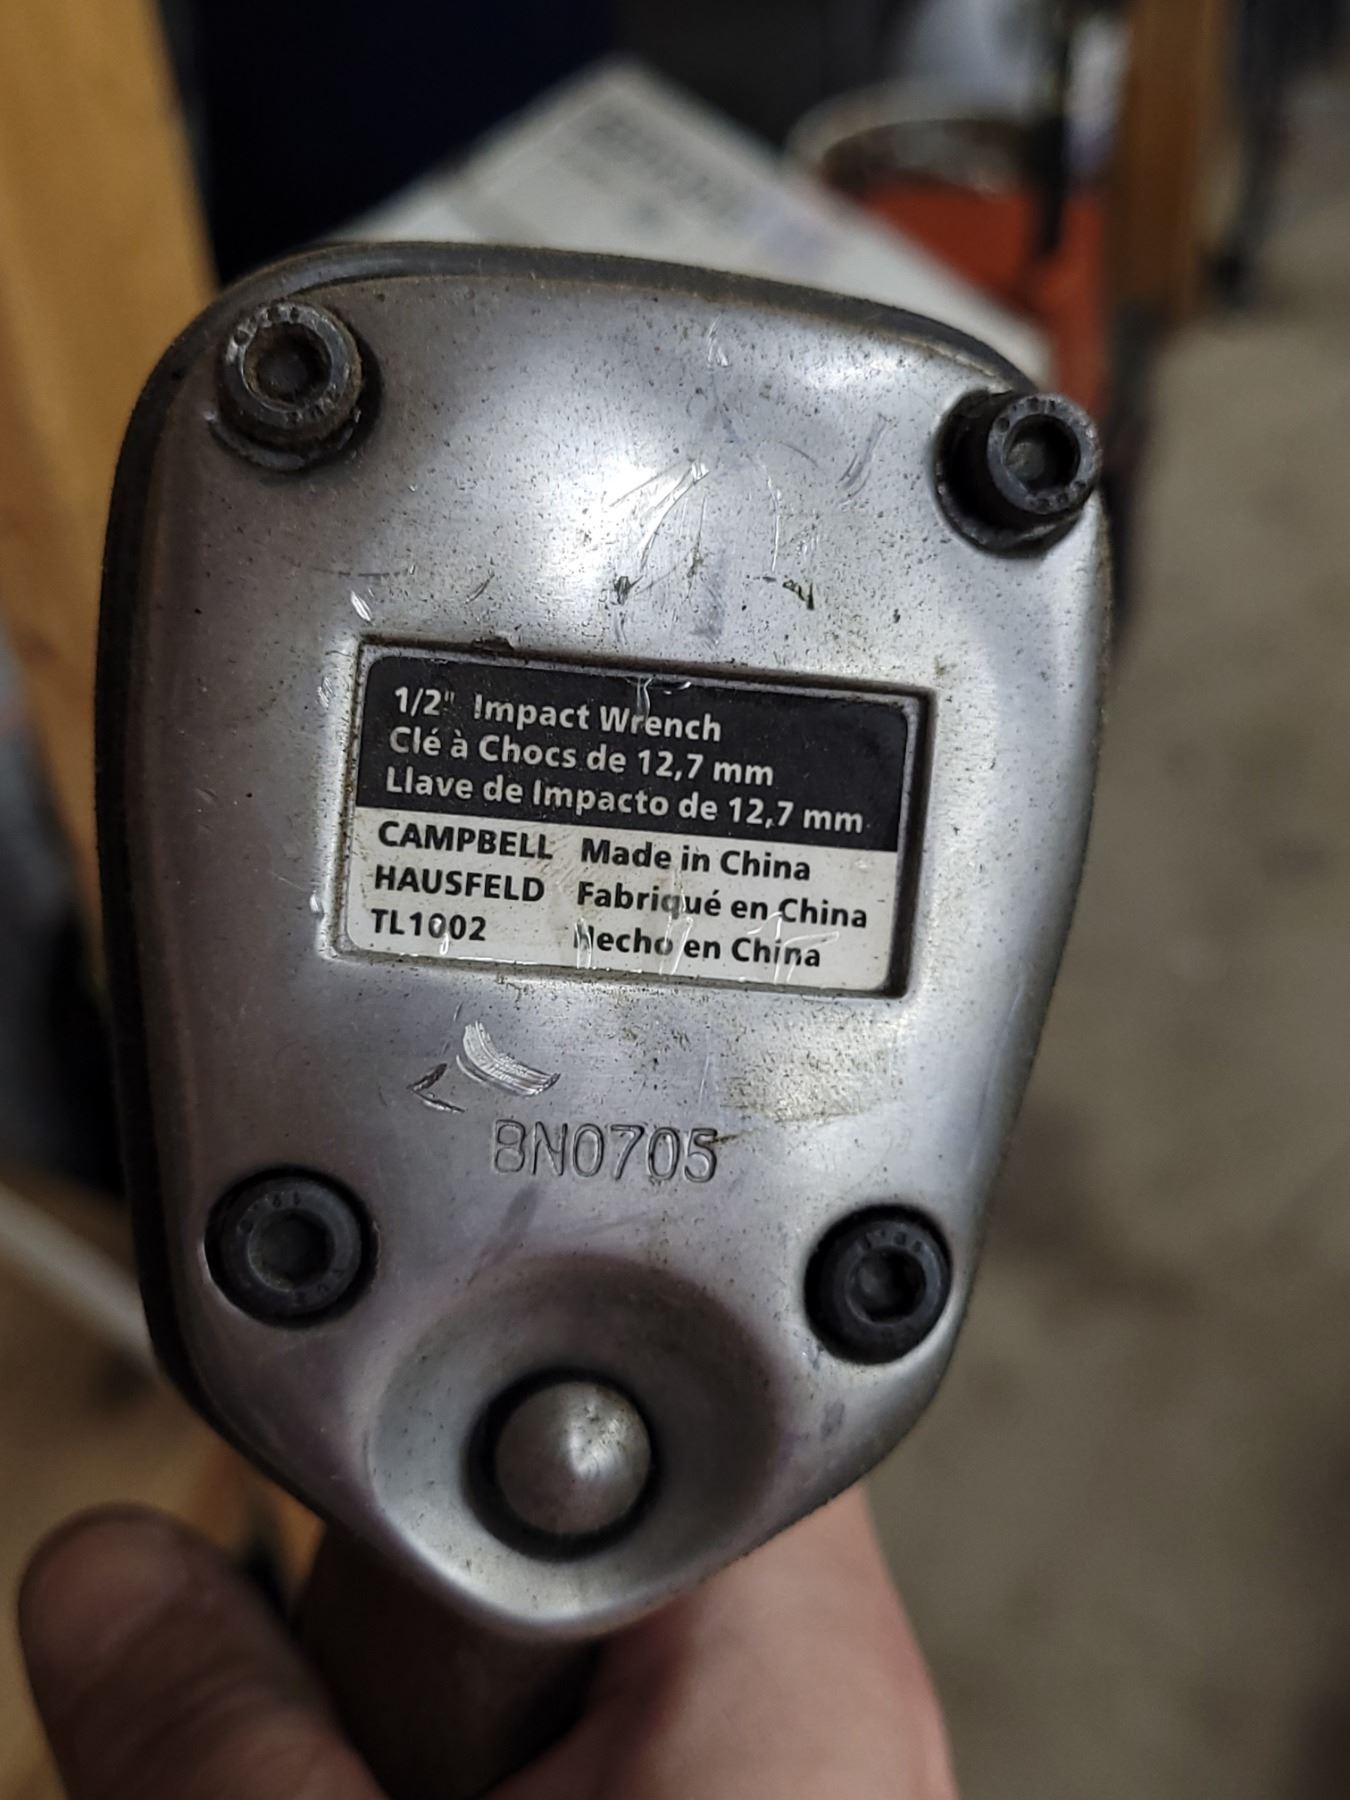 1/2" Impact Wrench
Clé à Chocs de 12,7 mm
Llave de Impacto de 12,7 mm
CAMPBELL Made in China
HAUSFELD Fabriqué en China
TL1002 Hecho en China
BN0705